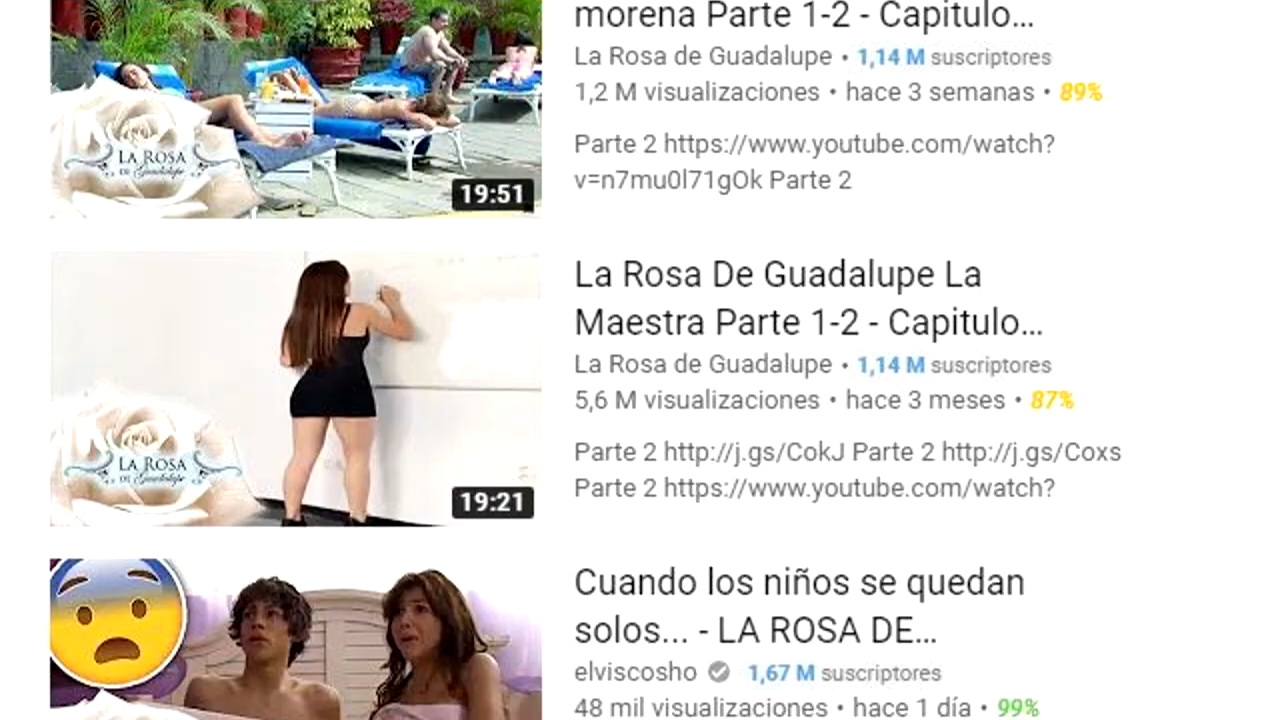 morena Parte 1-2 - Capitulo...
La Rosa de Guadalupe • 1,14 M suscriptores
1,2 M visualizaciones • hace 3 semanas • 89%
Parte 2 https://www.youtube.com/watch?
v=n7mu0l71gOk Parte 2
LA ROSA
DE Guadalupe
19:51
La Rosa De Guadalupe La
Maestra Parte 1-2 - Capitulo...
La Rosa de Guadalupe • 1,14 M suscriptores
5,6 M visualizaciones • hace 3 meses • 87%
Parte 2 http://j.gs/CokJ Parte 2 http://j.gs/Coxs
Parte 2 https://www.youtube.com/watch?
LA ROSA
DE Guadalupe
19:21
Cuando los niños se quedan
solos... - LA ROSA DE...
elviscosho 1,67 M suscriptores
48 mil visualizaciones • hace 1 día • 99%